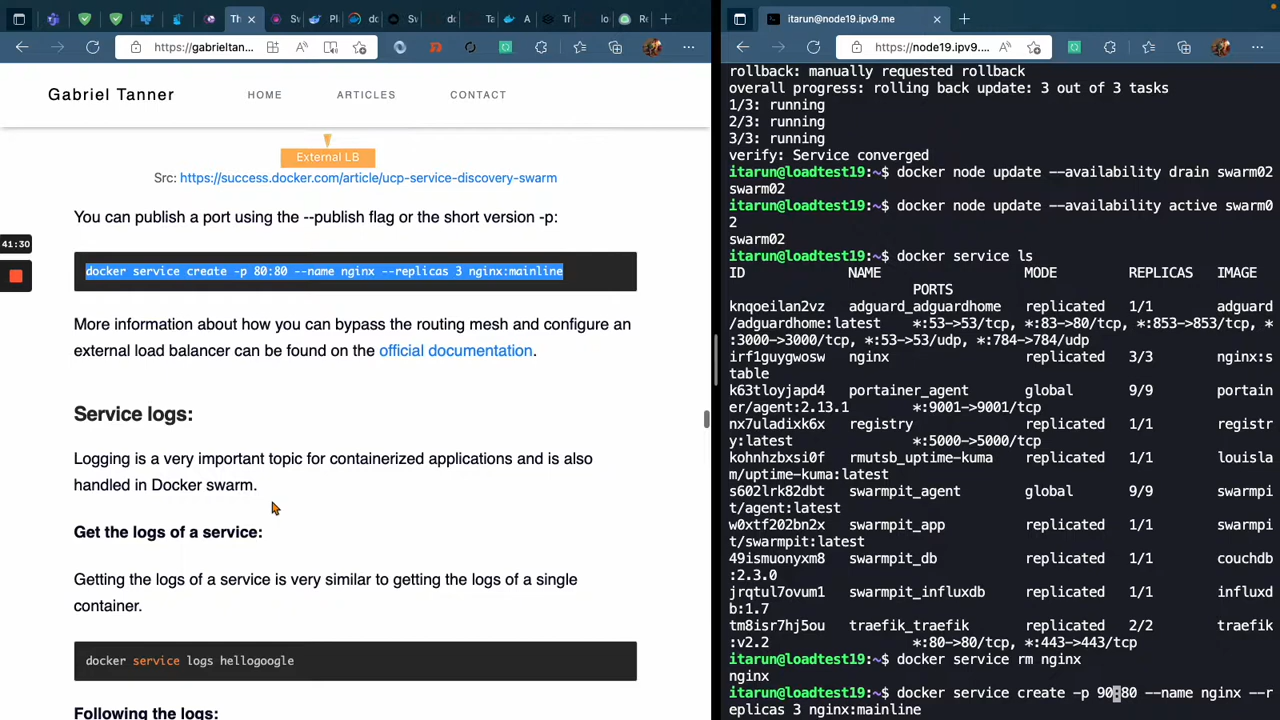 Th
Sw
Pl
do
Sw
do
Ta
A
Tr
lo
Re
https://gabrieltan...
Gabriel Tanner
HOME
ARTICLES
CONTACT
External LB
Src: https://success.docker.com/article/ucp-service-discovery-swarm
You can publish a port using the --publish flag or the short version -p:
docker service create -p 80:80 --name nginx --replicas 3 nginx:mainline
41:30
More information about how you can bypass the routing mesh and configure an
external load balancer can be found on the official documentation.
Service logs:
Logging is a very important topic for containerized applications and is also
handled in Docker swarm.
Get the logs of a service:
Getting the logs of a service is very similar to getting the logs of a single
container.
docker service logs hellogoogle
Following the logs:
itarun@node19.ipv9.me
https://node19.ipv9....
rollback: manually requested rollback
overall progress: rolling back update: 3 out of 3 tasks
1/3: running
2/3: running
3/3: running
verify: Service converged
itarun@loadtest19:~$ docker node update --availability drain swarm02
swarm02
itarun@loadtest19:~$ docker node update --availability active swarm0
2
swarm02
itarun@loadtest19:~$ docker service ls
ID NAME MODE REPLICAS IMAGE
PORTS
knqoeilan2vz adguard_adguardhome replicated 1/1 adguard
/adguardhome:latest *:53->53/tcp, *:83->80/tcp, *:853->853/tcp, *
:3000->3000/tcp, *:53->53/udp, *:784->784/udp
irf1guygwosw nginx replicated 3/3 nginx:s
table
k63tloyjapd4 portainer_agent global 9/9 portain
er/agent:2.13.1 *:9001->9001/tcp
nx7uladixk6x registry replicated 1/1 registr
y:latest *:5000->5000/tcp
kohnhzbxsi0f rmutsb_uptime-kuma replicated 1/1 louisla
m/uptime-kuma:latest
s602lrk82dbt swarmpit_agent global 9/9 swarmpi
t/agent:latest
w0xtf202bn2x swarmpit_app replicated 1/1 swarmpi
t/swarmpit:latest
49ismuonyxm8 swarmpit_db replicated 1/1 couchdb
:2.3.0
jrqtul7ovum1 swarmpit_influxdb replicated 1/1 influxd
b:1.7
tm8isr7hj5ou traefik_traefik replicated 2/2 traefik
:v2.2 *:80->80/tcp, *:443->443/tcp
itarun@loadtest19:~$ docker service rm nginx
nginx
itarun@loadtest19:~$ docker service create -p 90:80 --name nginx --r
eplicas 3 nginx:mainline